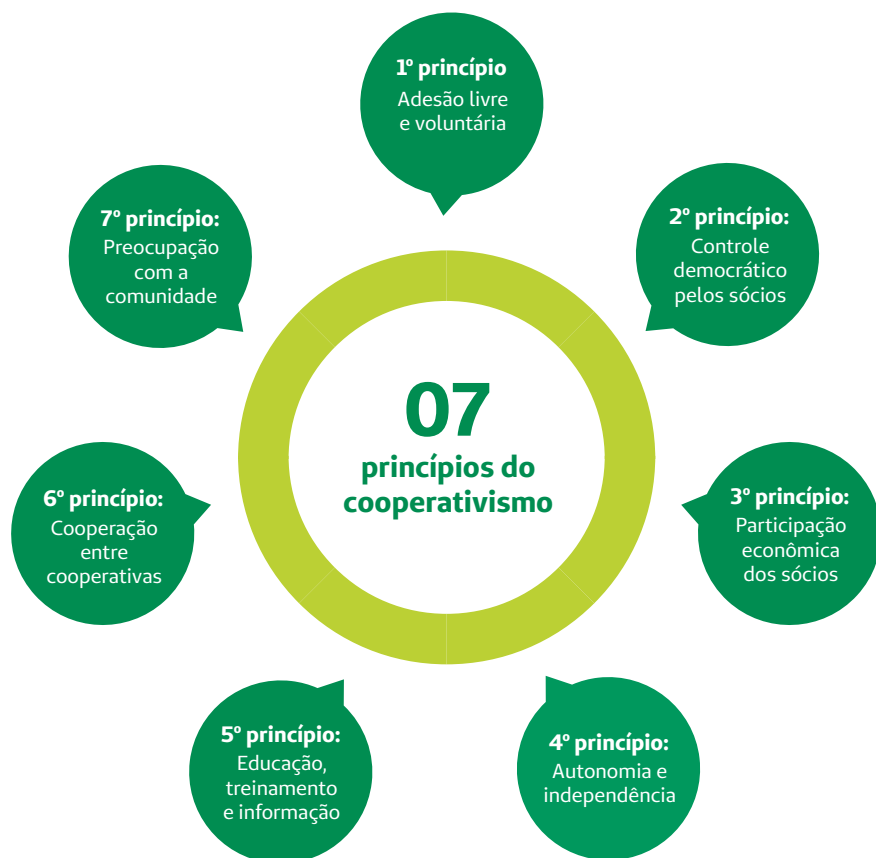 1º princípio
Adesão livre
e voluntária
2º princípio:
Controle
democrático
pelos sócios
3º princípio:
Participação
econômica
dos sócios
4º princípio:
Autonomia e
independência
5º princípio:
Educação,
treinamento
e informação
6º princípio:
Cooperação
entre
cooperativas
7º princípio:
Preocupação
com a
comunidade
07
princípios do
cooperativismo